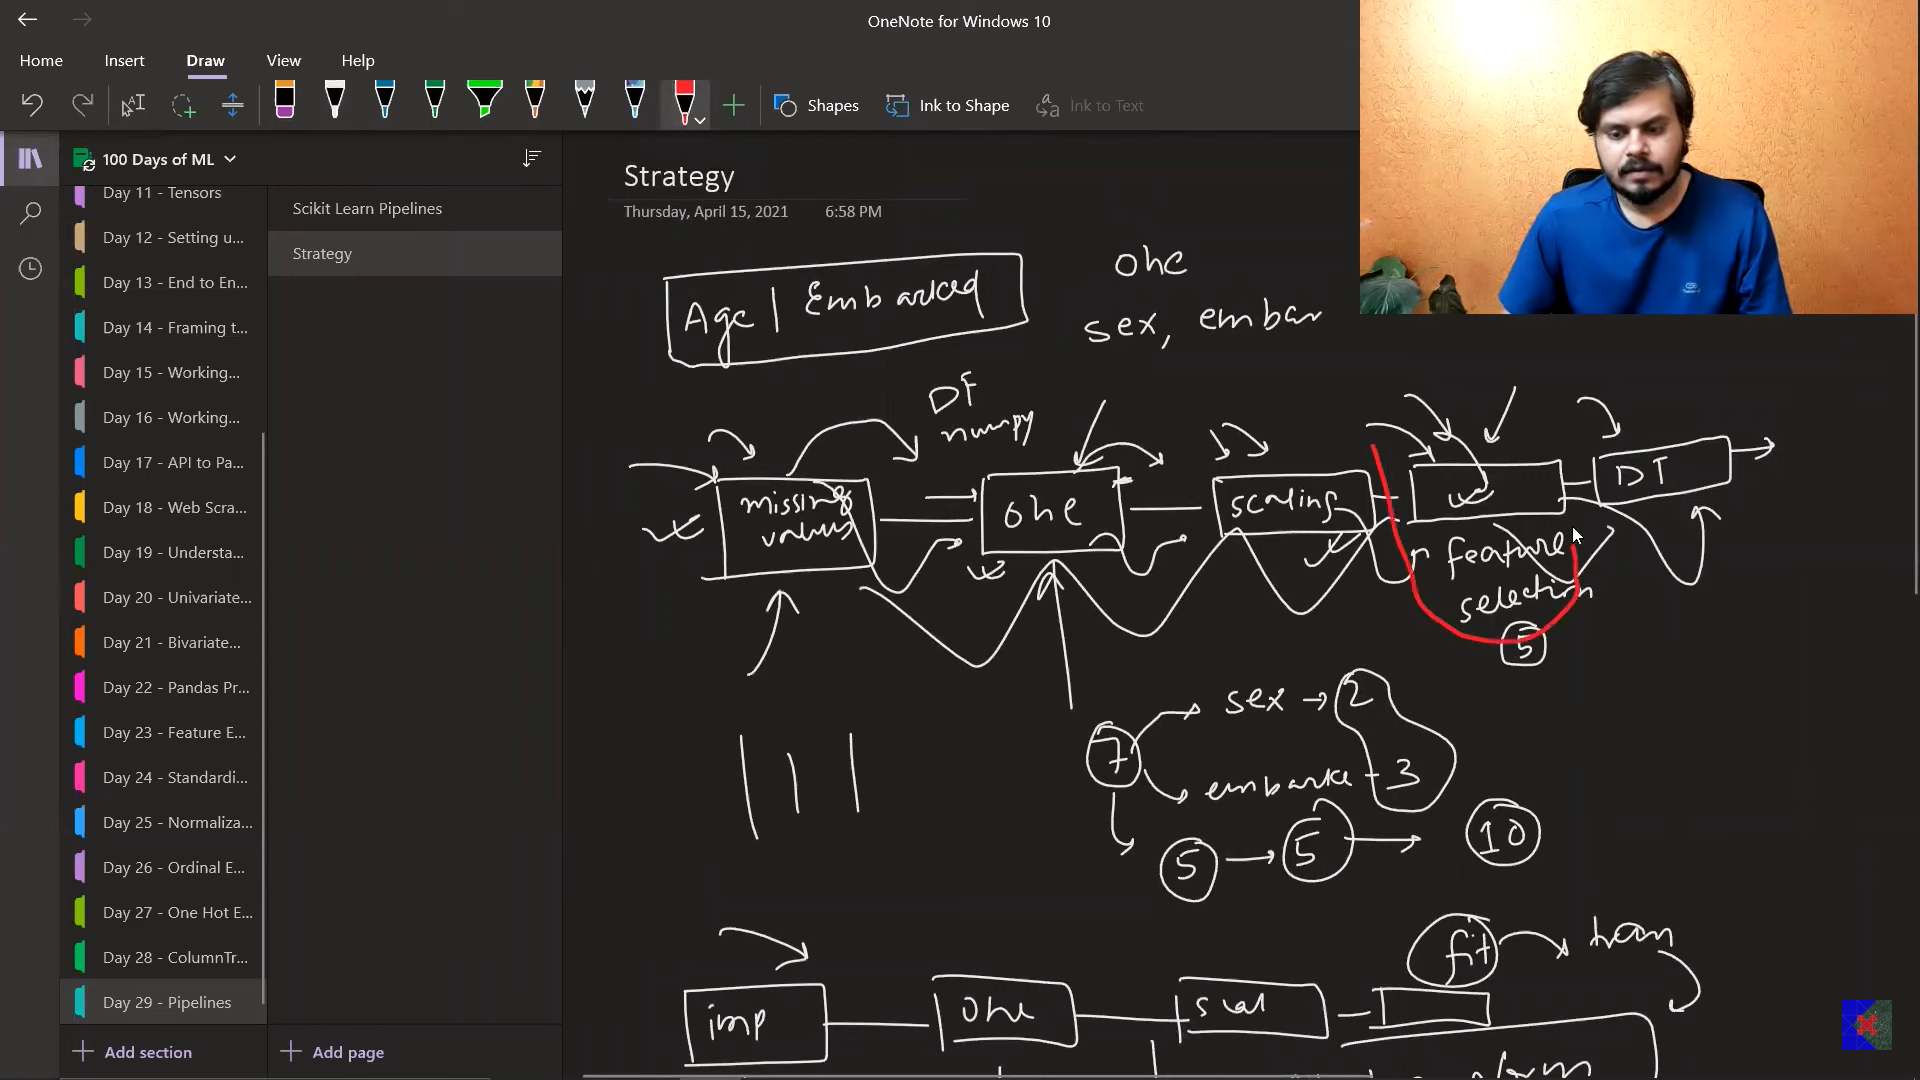 OneNote for Windows 10
Home Insert Draw View Help
Shapes Ink to Shape Ink to Text
100 Days of ML
Day 11 - Tensors
Day 12 - Setting u...
Day 13 - End to En...
Day 14 - Framing t...
Day 15 - Working...
Day 16 - Working...
Day 17 - API to Pa...
Day 18 - Web Scra...
Day 19 - Understa...
Day 20 - Univariate...
Day 21 - Bivariate...
Day 22 - Pandas Pr...
Day 23 - Feature E...
Day 24 - Standardi...
Day 25 - Normaliza...
Day 26 - Ordinal E...
Day 27 - One Hot E...
Day 28 - ColumnTr...
Day 29 - Pipelines
Add section
Scikit Learn Pipelines
Strategy
Add page
Strategy
Thursday, April 15, 2021 6:58 PM
Age | Embarked
ohe
sex, embar
DF
numpy
missing
values
ohe
scaling
DT
feature
selection
5
7
sex → 2
embarke - 3
5 → 5 → 10
fit tran
imp ohe scal